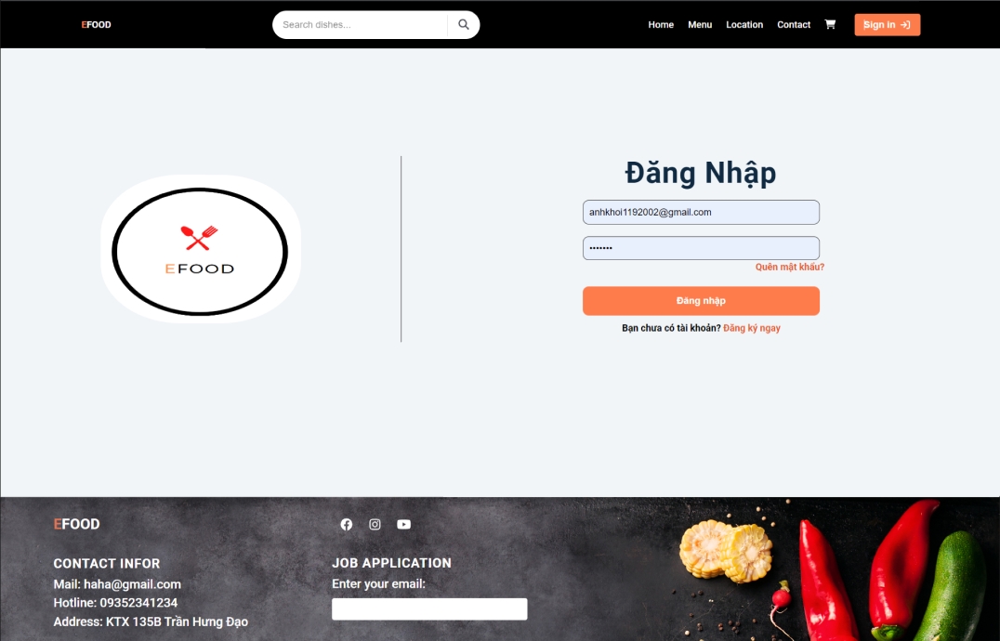 EFOOD
Search dishes...
Home
Menu
Location
Contact
Sign in
Đăng Nhập
EFOOD
anhkhoi1192002@gmail.com
•••••••
Quên mật khẩu?
Đăng nhập
Bạn chưa có tài khoản? Đăng ký ngay
EFOOD
CONTACT INFOR
Mail: haha@gmail.com
Hotline: 09352341234
Address: KTX 135B Trần Hưng Đạo
JOB APPLICATION
Enter your email: